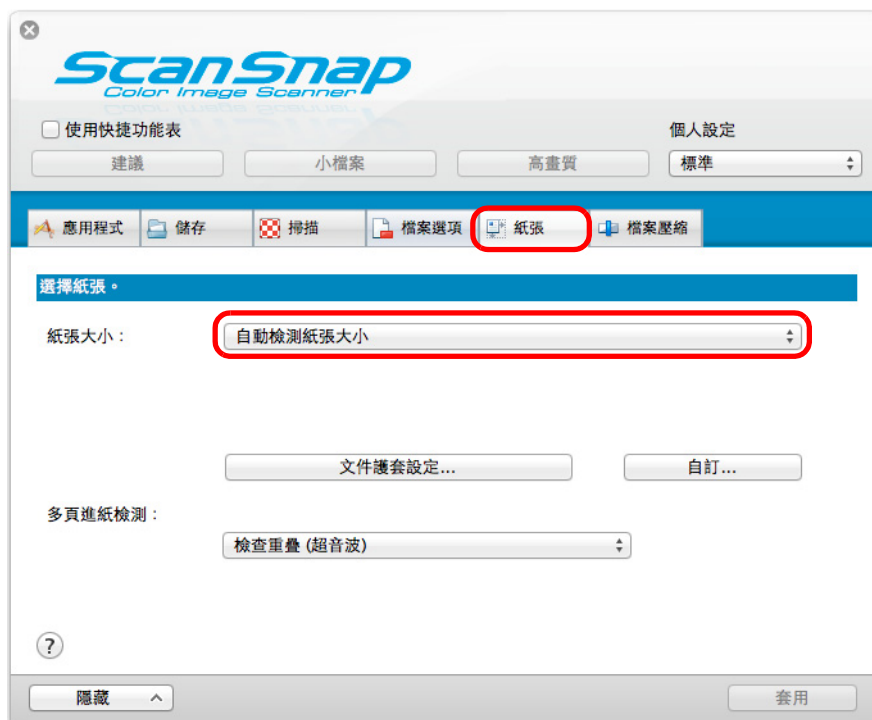 ScanSnap
Color Image Scanner
使用快捷功能表
個人設定
建議
小檔案
高畫質
標準
應用程式
儲存
掃描
檔案選項
紙張
檔案壓縮
選擇紙張。
紙張大小：
自動檢測紙張大小
文件護套設定...
自訂...
多頁進紙檢測：
檢查重疊 (超音波)
?
隱藏
套用